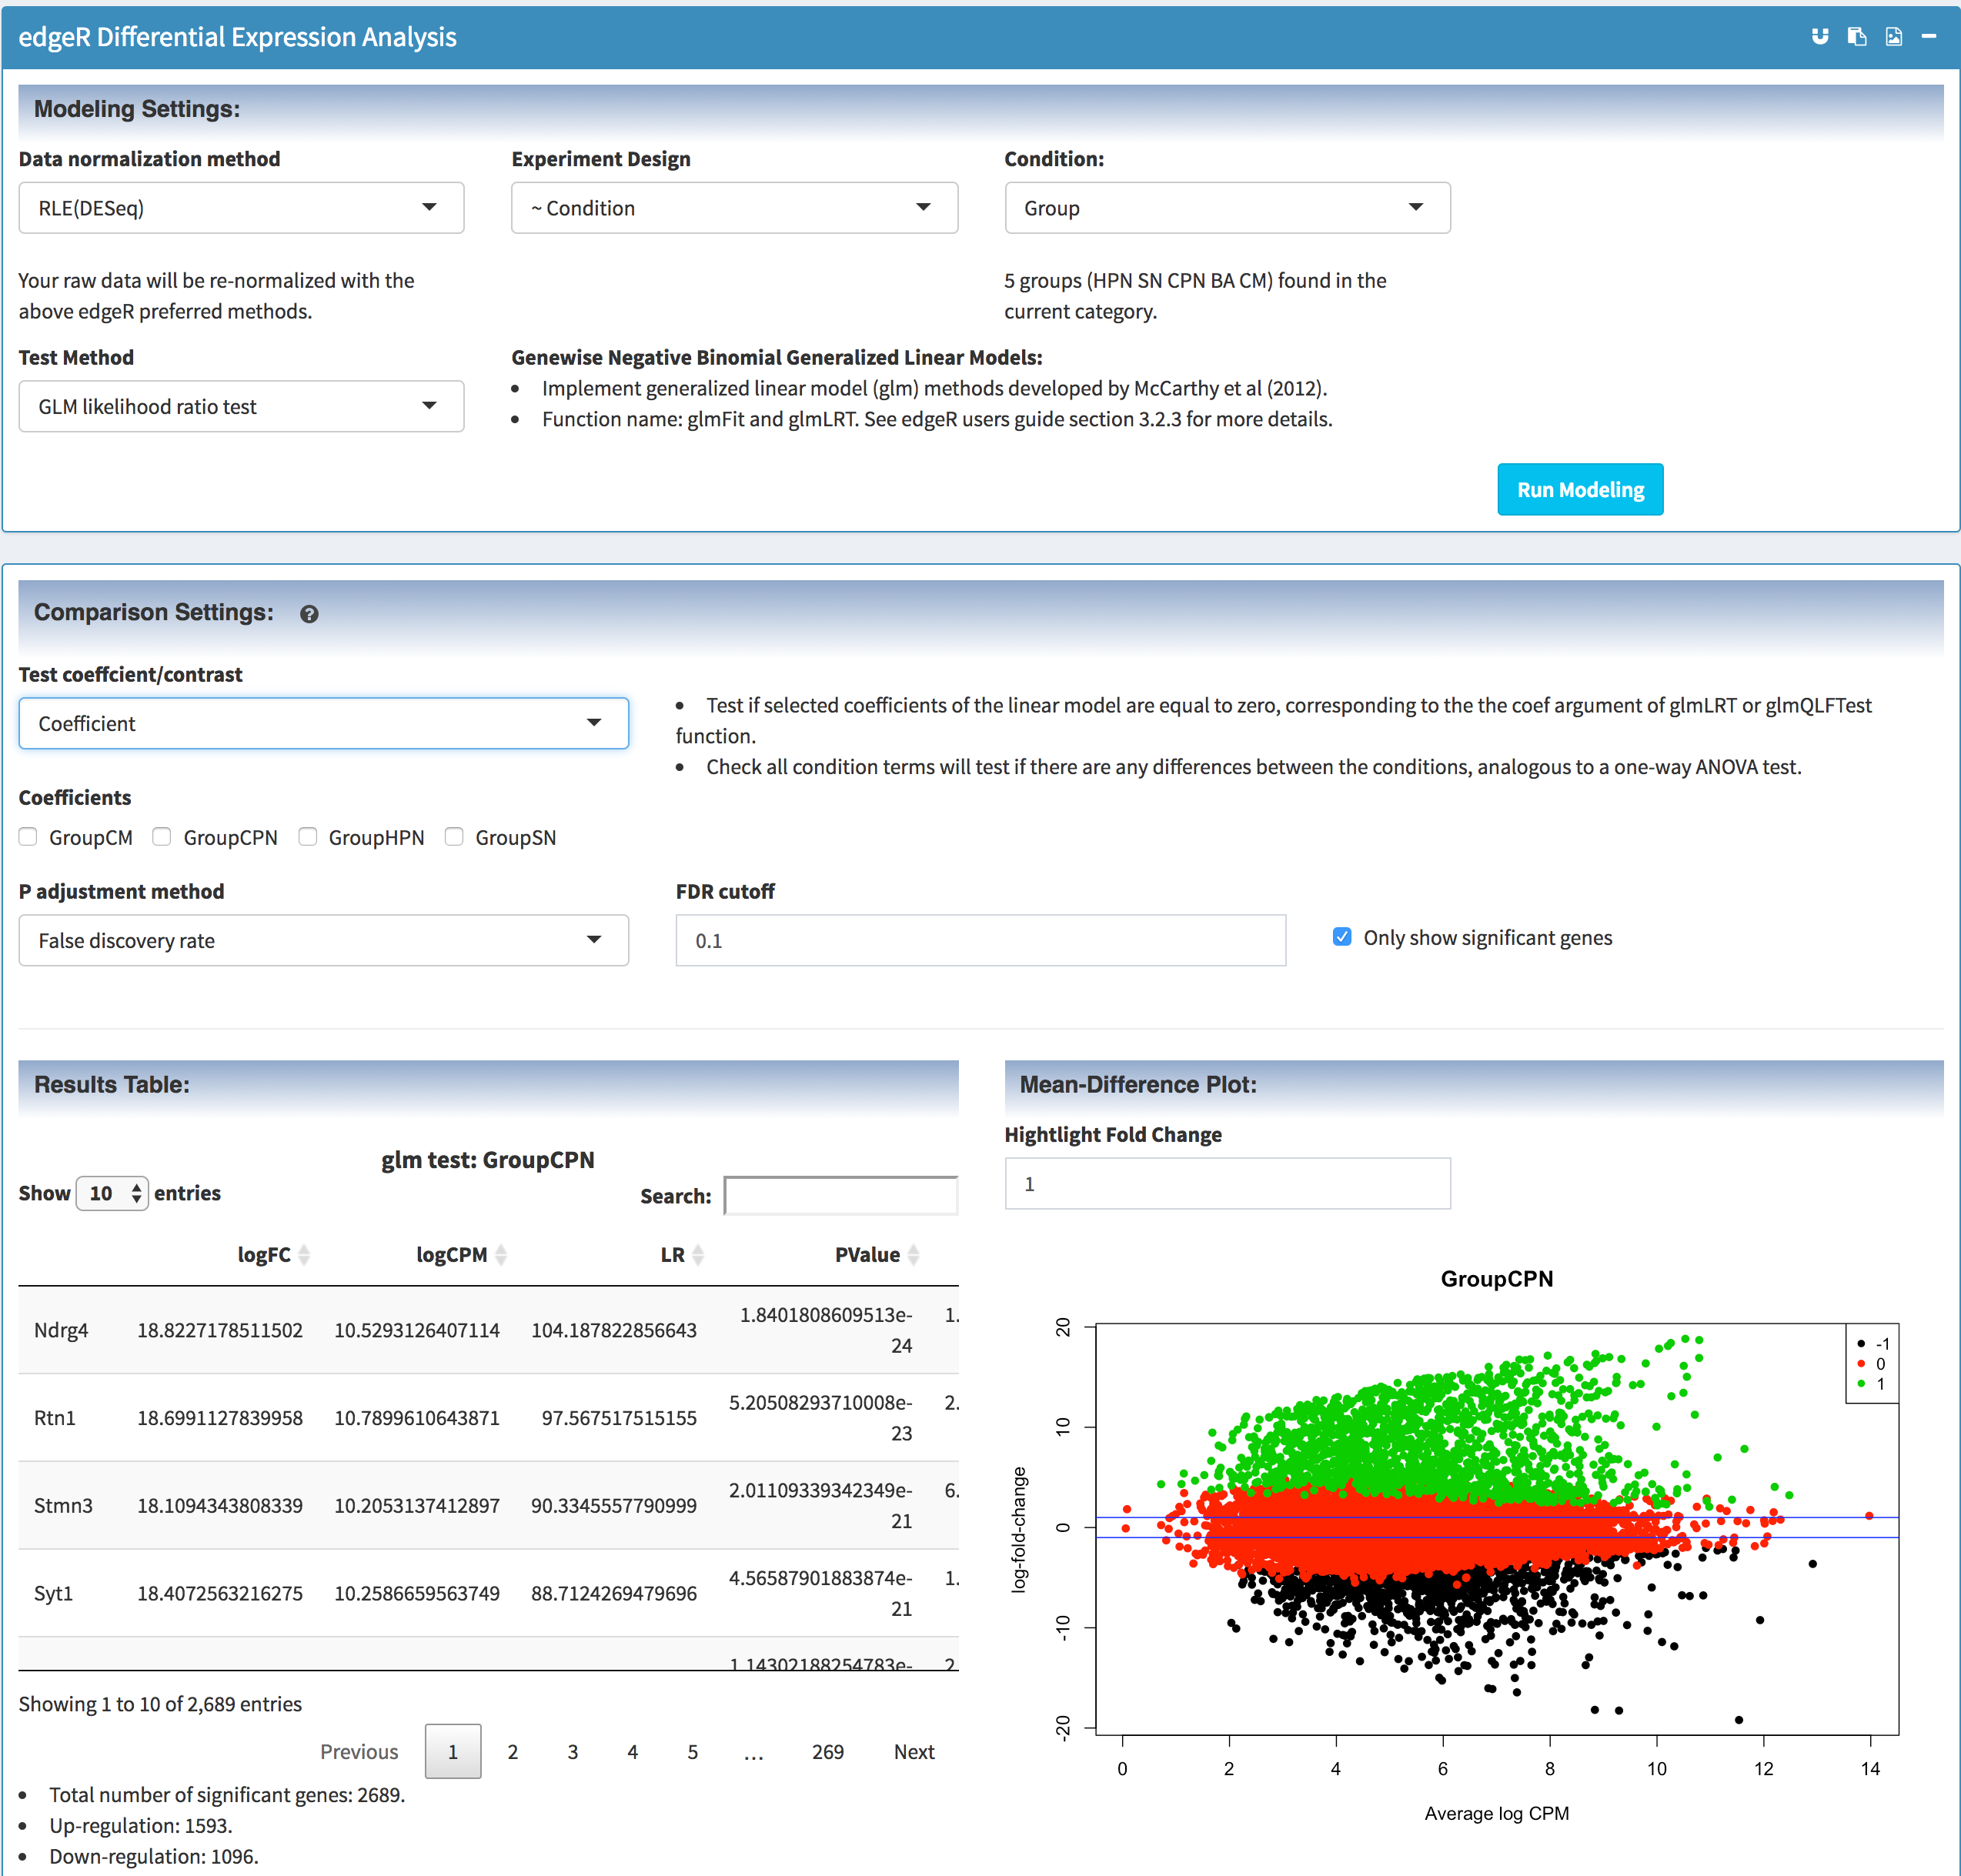 edgeR Differential Expression Analysis
Modeling Settings:
Data normalization method
Experiment Design
Condition:
RLE(DESeq)
~ Condition
Group
Your raw data will be re-normalized with the
above edgeR preferred methods.
5 groups (HPN SN CPN BA CM) found in the
current category.
Test Method
GLM likelihood ratio test
Genewise Negative Binomial Generalized Linear Models:
Implement generalized linear model (glm) methods developed by McCarthy et al (2012).
Function name: glmFit and glmLRT. See edgeR users guide section 3.2.3 for more details.
Run Modeling
Comparison Settings: ?
Test coeffcient/contrast
Coefficient
Test if selected coefficients of the linear model are equal to zero, corresponding to the the coef argument of glmLRT or glmQLFTest
function.
Check all condition terms will test if there are any differences between the conditions, analogous to a one-way ANOVA test.
Coefficients
GroupCM GroupCPN GroupHPN GroupSN
P adjustment method
False discovery rate
FDR cutoff
0.1
Only show significant genes
Results Table:
glm test: GroupCPN
Show 10 entries
Search:
logFC logCPM LR PValue
Ndrg4 18.8227178511502 10.5293126407114 104.187822856643 1.8401808609513e- 1.
24
Rtn1 18.6991127839958 10.7899610643871 97.567517515155 5.20508293710008e- 2.
23
Stmn3 18.1094343808339 10.2053137412897 90.3345557790999 2.01109339342349e- 6.
21
Syt1 18.4072563216275 10.2586659563749 88.7124269479696 4.56587901883874e- 1.
21
1.14302188254783e- 2
Showing 1 to 10 of 2,689 entries
Previous 1 2 3 4 5 ... 269 Next
Total number of significant genes: 2689.
Up-regulation: 1593.
Down-regulation: 1096.
Mean-Difference Plot:
Hightlight Fold Change
1
GroupCPN
-1
0
1
20
10
0
-10
-20
log-fold-change
0 2 4 6 8 10 12 14
Average log CPM